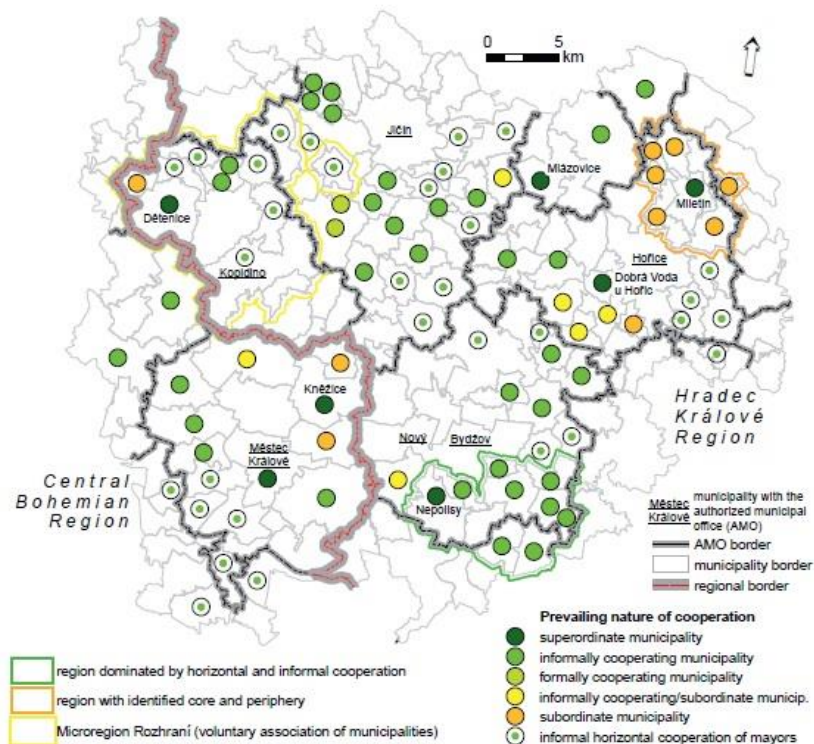 0 5
km
Jičín
Mlázovice
Miletín
Dětenice
Kopidlno
Hořice
Dobrá Voda
u Hořic
Kněžice
Nový Bydžov
Hradec
Králové
Region
Městec
Králové
Central
Bohemian
Region
Nepolisy
Městec
Králové
municipality with the
authorized municipal
office (AMO)
AMO border
municipality border
regional border
Prevailing nature of cooperation
superordinate municipality
informally cooperating municipality
formally cooperating municipality
informally cooperating/subordinate municip.
subordinate municipality
informal horizontal cooperation of mayors
region dominated by horizontal and informal cooperation
region with identified core and periphery
Microregion Rozhraní (voluntary association of municipalities)